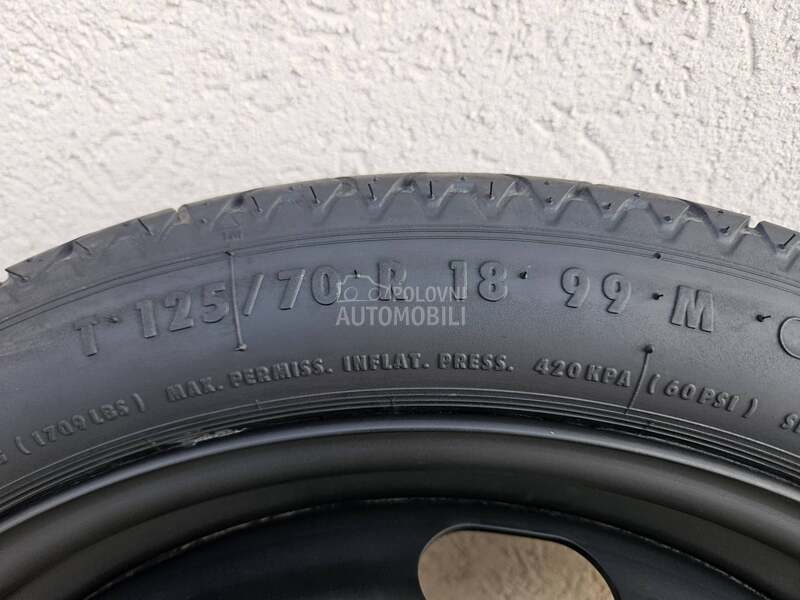 T 125/70 R 18 99 M
POLOVNI
AUTOMOBILI
(1709 LBS) MAX. PERMISS. INFLAT. PRESS. 420 KPA (60 PSI)